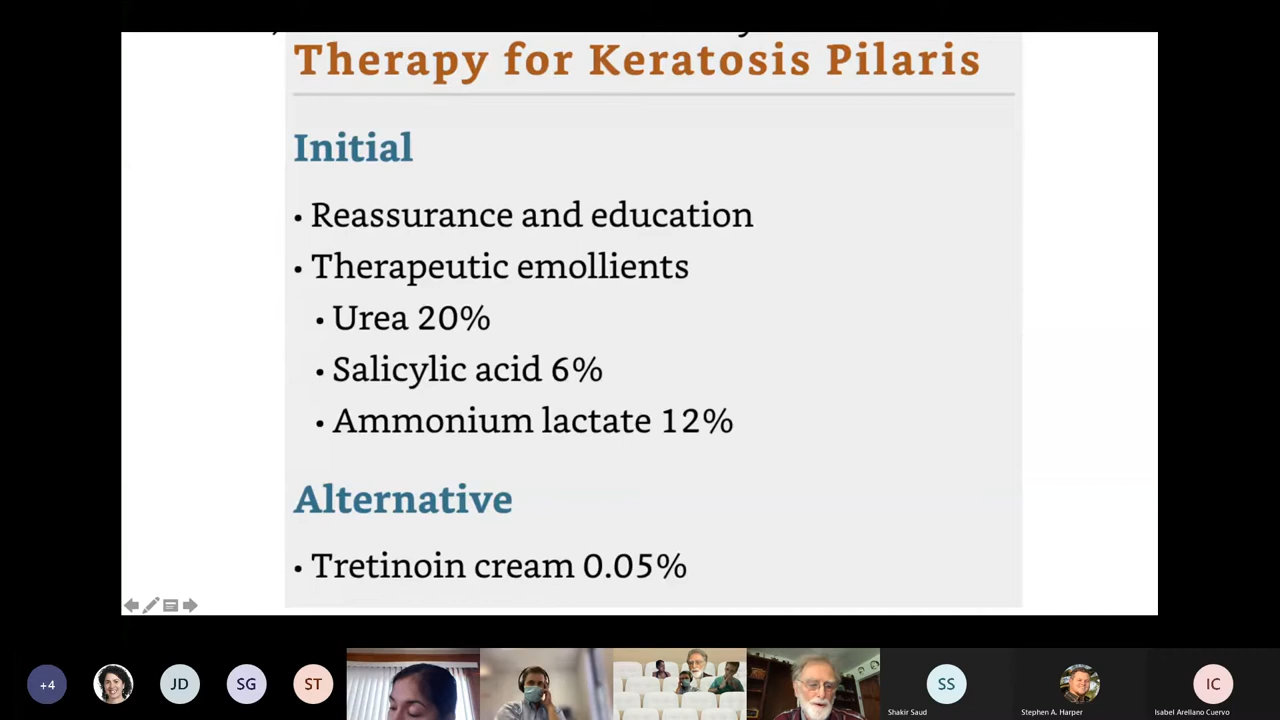 Therapy for Keratosis Pilaris
Initial
• Reassurance and education
• Therapeutic emollients
• Urea 20%
• Salicylic acid 6%
• Ammonium lactate 12%
Alternative
• Tretinoin cream 0.05%
+4
JD
SG
ST
SS
IC
Shakir Saud
Stephen A. Harper
Isabel Arellano Cuervo